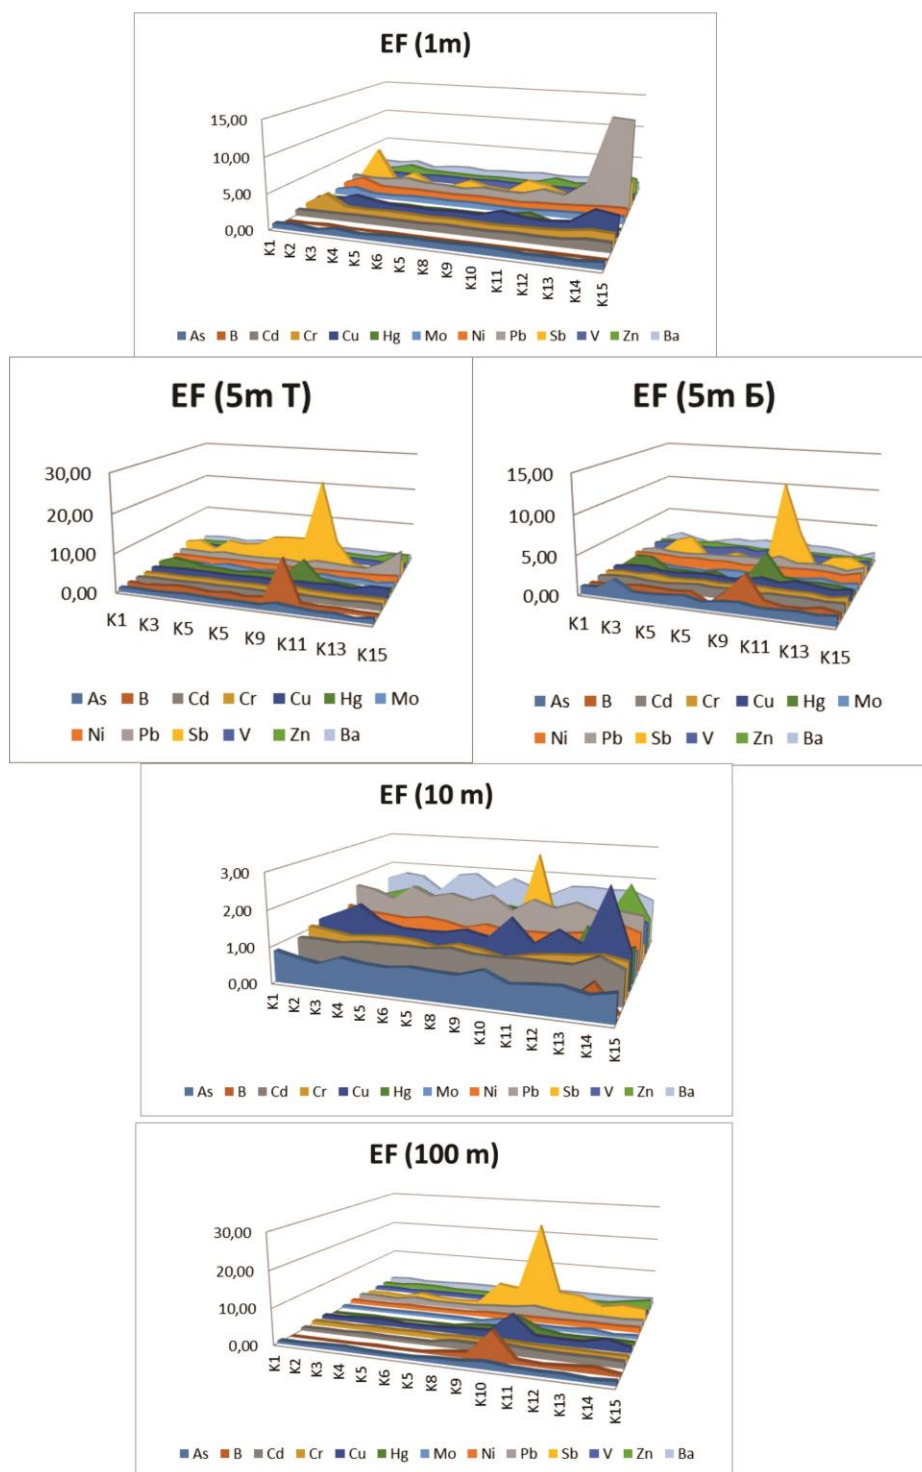 EF (1m)
15,00
10,00
5,00
0,00
K1
K2
K3
K4
K5
K6
K5
K8
K9
K10
K11
K12
K13
K14
K15
As B Cd Cr Cu Hg Mo Ni Pb Sb V Zn Ba
EF (5m T)
30,00
20,00
10,00
0,00
K1 K3 K5 K5 K9 K11 K13 K15
As B Cd Cr Cu Hg Mo
Ni Pb Sb V Zn Ba
EF (5m Б)
15,00
10,00
5,00
0,00
K1 K3 K5 K5 K9 K11 K13 K15
As B Cd Cr Cu Hg Mo
Ni Pb Sb V Zn Ba
EF (10 m)
3,00
2,00
1,00
0,00
K1
K2
K3
K4
K5
K6
K5
K8
K9
K10
K11
K12
K13
K14
K15
As B Cd Cr Cu Hg Mo Ni Pb Sb V Zn Ba
EF (100 m)
30,00
20,00
10,00
0,00
K1
K2
K3
K4
K5
K6
K5
K8
K9
K10
K11
K12
K13
K14
K15
As B Cd Cr Cu Hg Mo Ni Pb Sb V Zn Ba